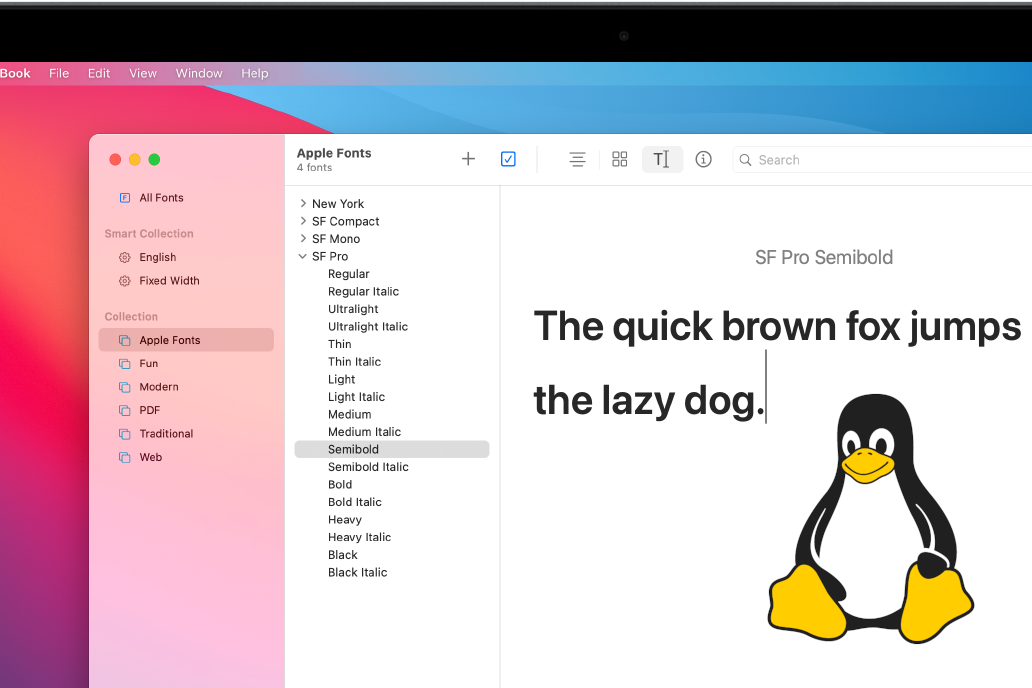 Book File Edit View Window Help
Apple Fonts
4 fonts
Search
All Fonts
Smart Collection
English
Fixed Width
Collection
Apple Fonts
Fun
Modern
PDF
Traditional
Web
New York
SF Compact
SF Mono
SF Pro
Regular
Regular Italic
Ultralight
Ultralight Italic
Thin
Thin Italic
Light
Light Italic
Medium
Medium Italic
Semibold
Semibold Italic
Bold
Bold Italic
Heavy
Heavy Italic
Black
Black Italic
SF Pro Semibold
The quick brown fox jumps
the lazy dog.